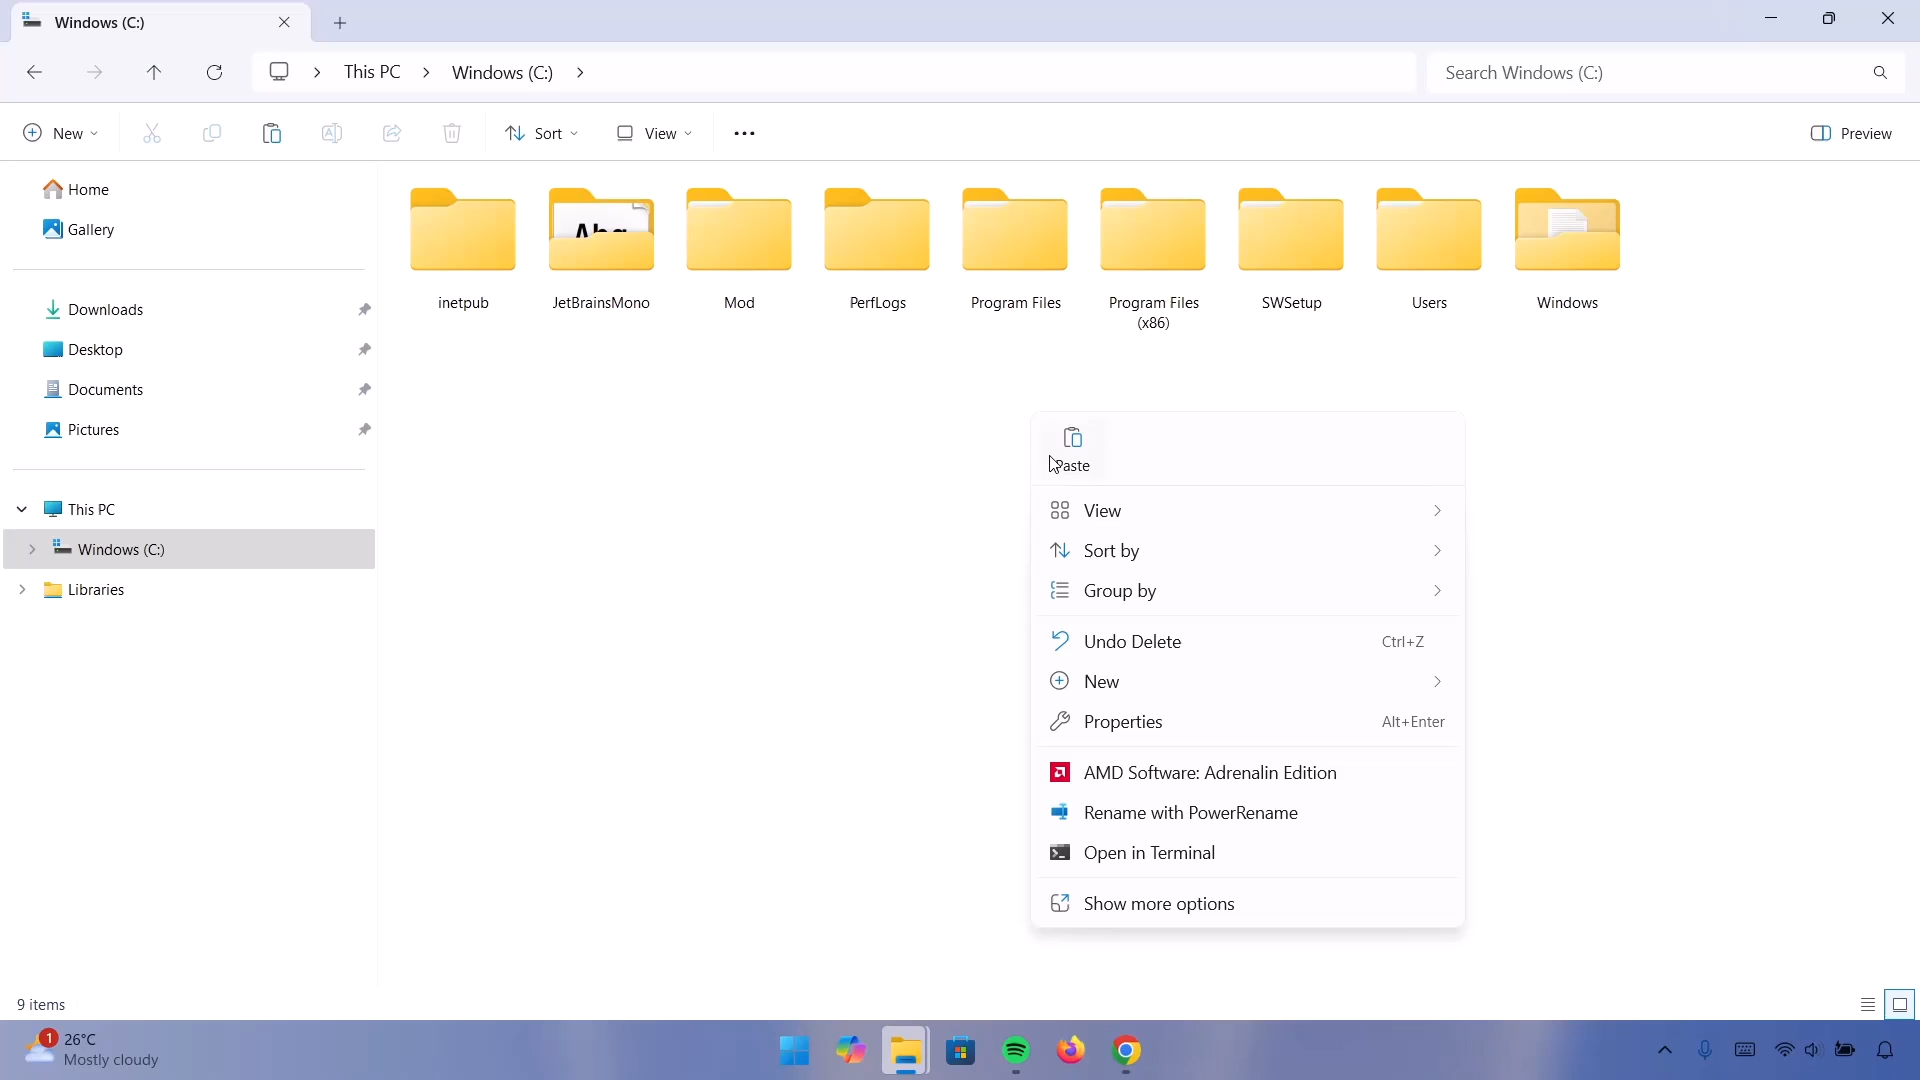 Windows (C:)
This PC
Windows (C:)
Search Windows (C:)
New
Sort
View
Preview
Home
Gallery
Downloads
Desktop
Documents
Pictures
This PC
Windows (C:)
Libraries
inetpub
JetBrainsMono
Mod
PerfLogs
Program Files
Program Files
(x86)
SWSetup
Users
Windows
Paste
View
Sort by
Group by
Undo Delete Ctrl+Z
New
Properties Alt+Enter
AMD Software: Adrenalin Edition
Rename with PowerRename
Open in Terminal
Show more options
9 items
1
26°C
Mostly cloudy